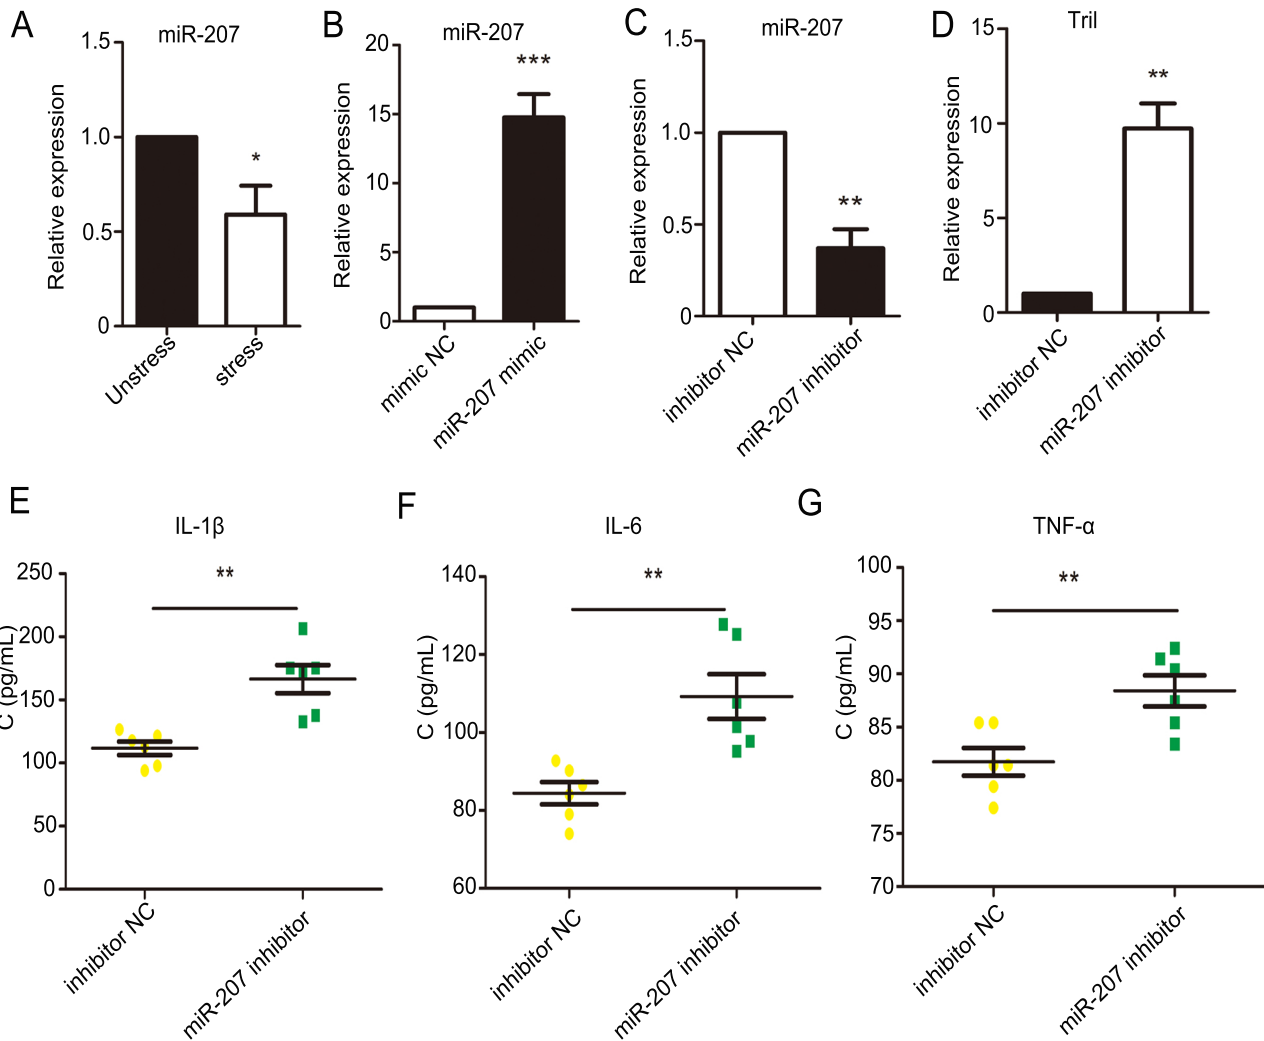 A
miR-207
Relative expression
1.5
1.0
0.5
0
*
Unstress
stress
B
miR-207
Relative expression
20
15
10
5
0
***
mimic NC
miR-207 mimic
C
miR-207
Relative expression
1.5
1.0
0.5
0
**
inhibitor NC
miR-207 inhibitor
D
Tril
Relative expression
15
10
5
0
**
inhibitor NC
miR-207 inhibitor
E
IL-1β
C (pg/mL)
250
200
150
100
50
0
**
inhibitor NC
miR-207 inhibitor
F
IL-6
C (pg/mL)
140
120
100
80
60
**
inhibitor NC
miR-207 inhibitor
G
TNF-α
C (pg/mL)
100
95
90
85
80
75
70
**
inhibitor NC
miR-207 inhibitor